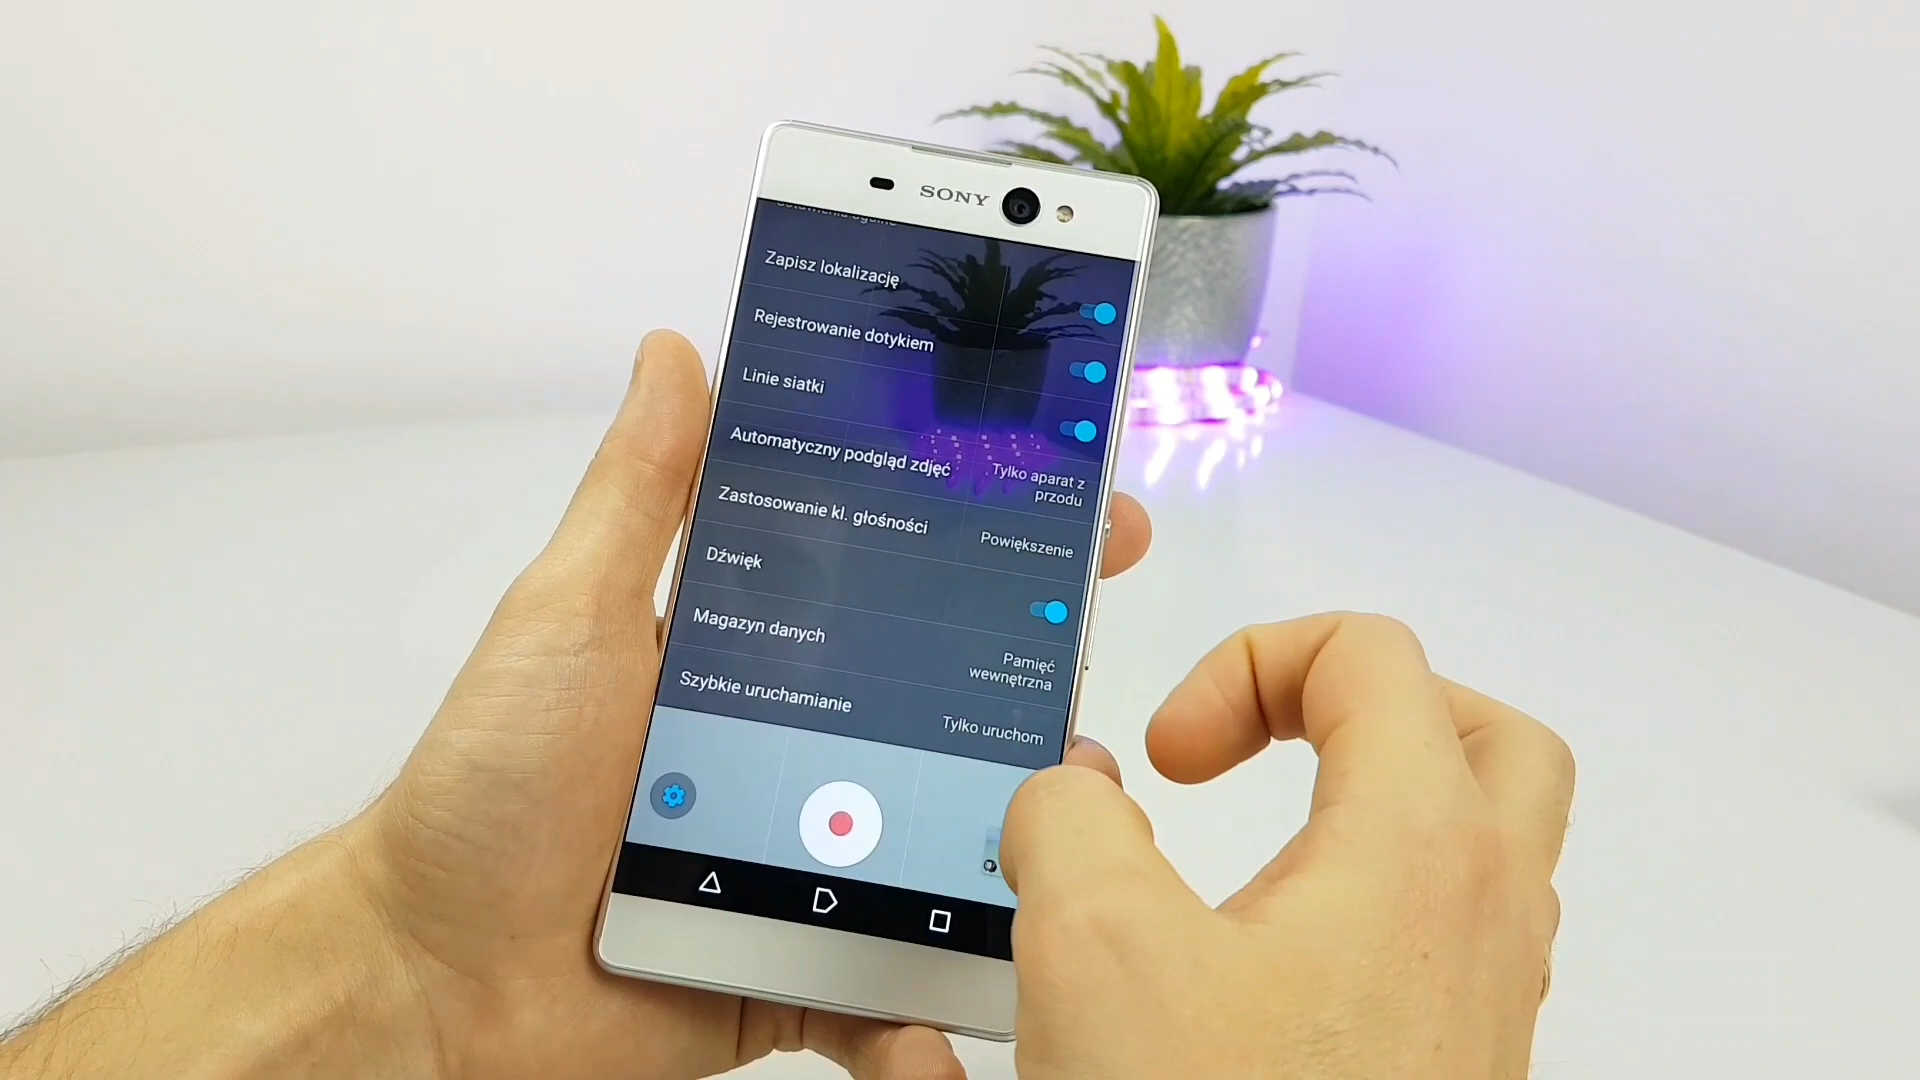 SONY
Zapisz lokalizację
Rejestrowanie dotykiem
Linie siatki
Automatyczny podgląd zdjęć
Tylko aparat z
przodu
Zastosowanie kl. głośności
Powiększenie
Dźwięk
Magazyn danych
Pamięć
wewnętrzna
Szybkie uruchamianie
Tylko uruchom